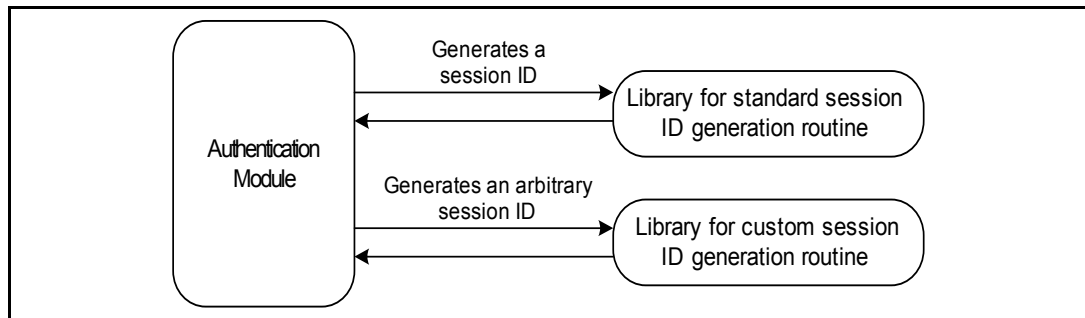 Generates a
session ID
Library for standard session
ID generation routine
Authentication
Module
Generates an arbitrary
session ID
Library for custom session
ID generation routine